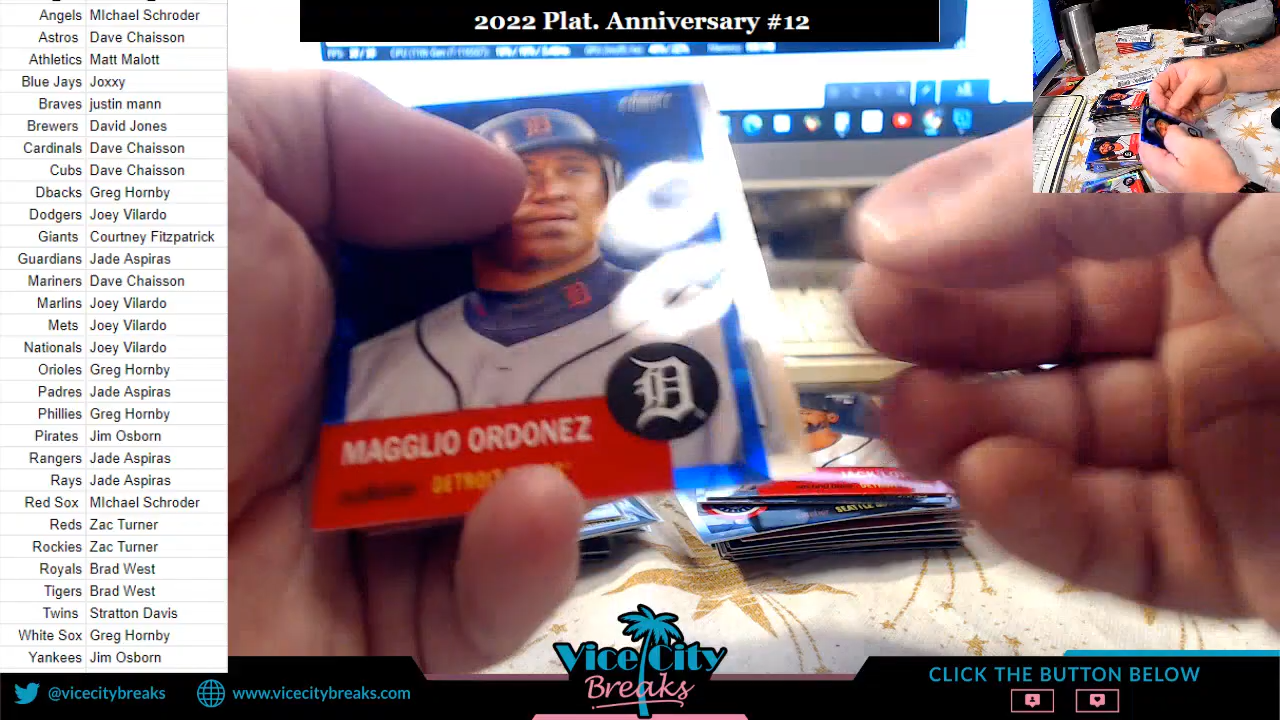 2022 Plat. Anniversary #12
Angels MIchael Schroder
Astros Dave Chaisson
Athletics Matt Malott
Blue Jays Joxxy
Braves justin mann
Brewers David Jones
Cardinals Dave Chaisson
Cubs Dave Chaisson
Dbacks Greg Hornby
Dodgers Joey Vilardo
Giants Courtney Fitzpatrick
Guardians Jade Aspiras
Mariners Dave Chaisson
Marlins Joey Vilardo
Mets Joey Vilardo
Nationals Joey Vilardo
Orioles Greg Hornby
Padres Jade Aspiras
Phillies Greg Hornby
Pirates Jim Osborn
Rangers Jade Aspiras
Rays Jade Aspiras
Red Sox MIchael Schroder
Reds Zac Turner
Rockies Zac Turner
Royals Brad West
Tigers Brad West
Twins Stratton Davis
White Sox Greg Hornby
Yankees Jim Osborn
D
MAGGLIO ORDONEZ
DETROIT
SEATTLE
Vice City
Breaks
@vicecitybreaks
www.vicecitybreaks.com
CLICK THE BUTTON BELOW